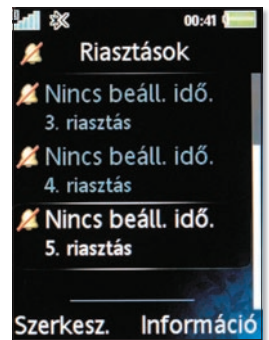 00:41
Riasztások
Nincs beáll. idő.
3. riasztás
Nincs beáll. idő.
4. riasztás
Nincs beáll. idő.
5. riasztás
Szerkesz. Információ